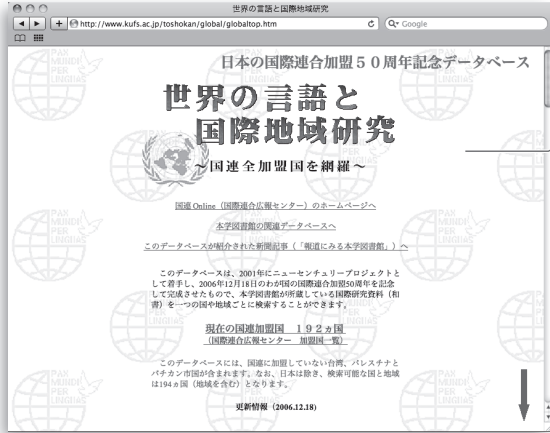 世界の言語と国際地域研究
http://www.kufs.ac.jp/toshokan/global/globaltop.htm
Google
日本の国際連合加盟50周年記念データベース
世界の言語と
国際地域研究
～国連全加盟国を網羅～
国連 Online（国際連合広報センター）のホームページへ
本学図書館の関連データベースへ
このデータベースが紹介された新聞記事（「報道にみる本学図書館」）へ
このデータベースは、2001年にニューセンチュリープロジェクトと
して着手し、2006年12月18日のわが国の国際連合加盟50周年を記念
して完成させたもので、本学図書館が所蔵している国際研究資料（和
書）を一つの国や地域ごとに検索することができます。
現在の国連加盟国　１９２ヵ国
（国際連合広報センター　加盟国一覧）
このデータベースには、国連に加盟していない台湾、パレスチナと
バチカン市国が含まれます。なお、日本は除き、検索可能な国と地域
は194ヵ国（地域を含む）となります。
更新情報（2006.12.18)
PAX
MUNDI
PER
LINGUAS